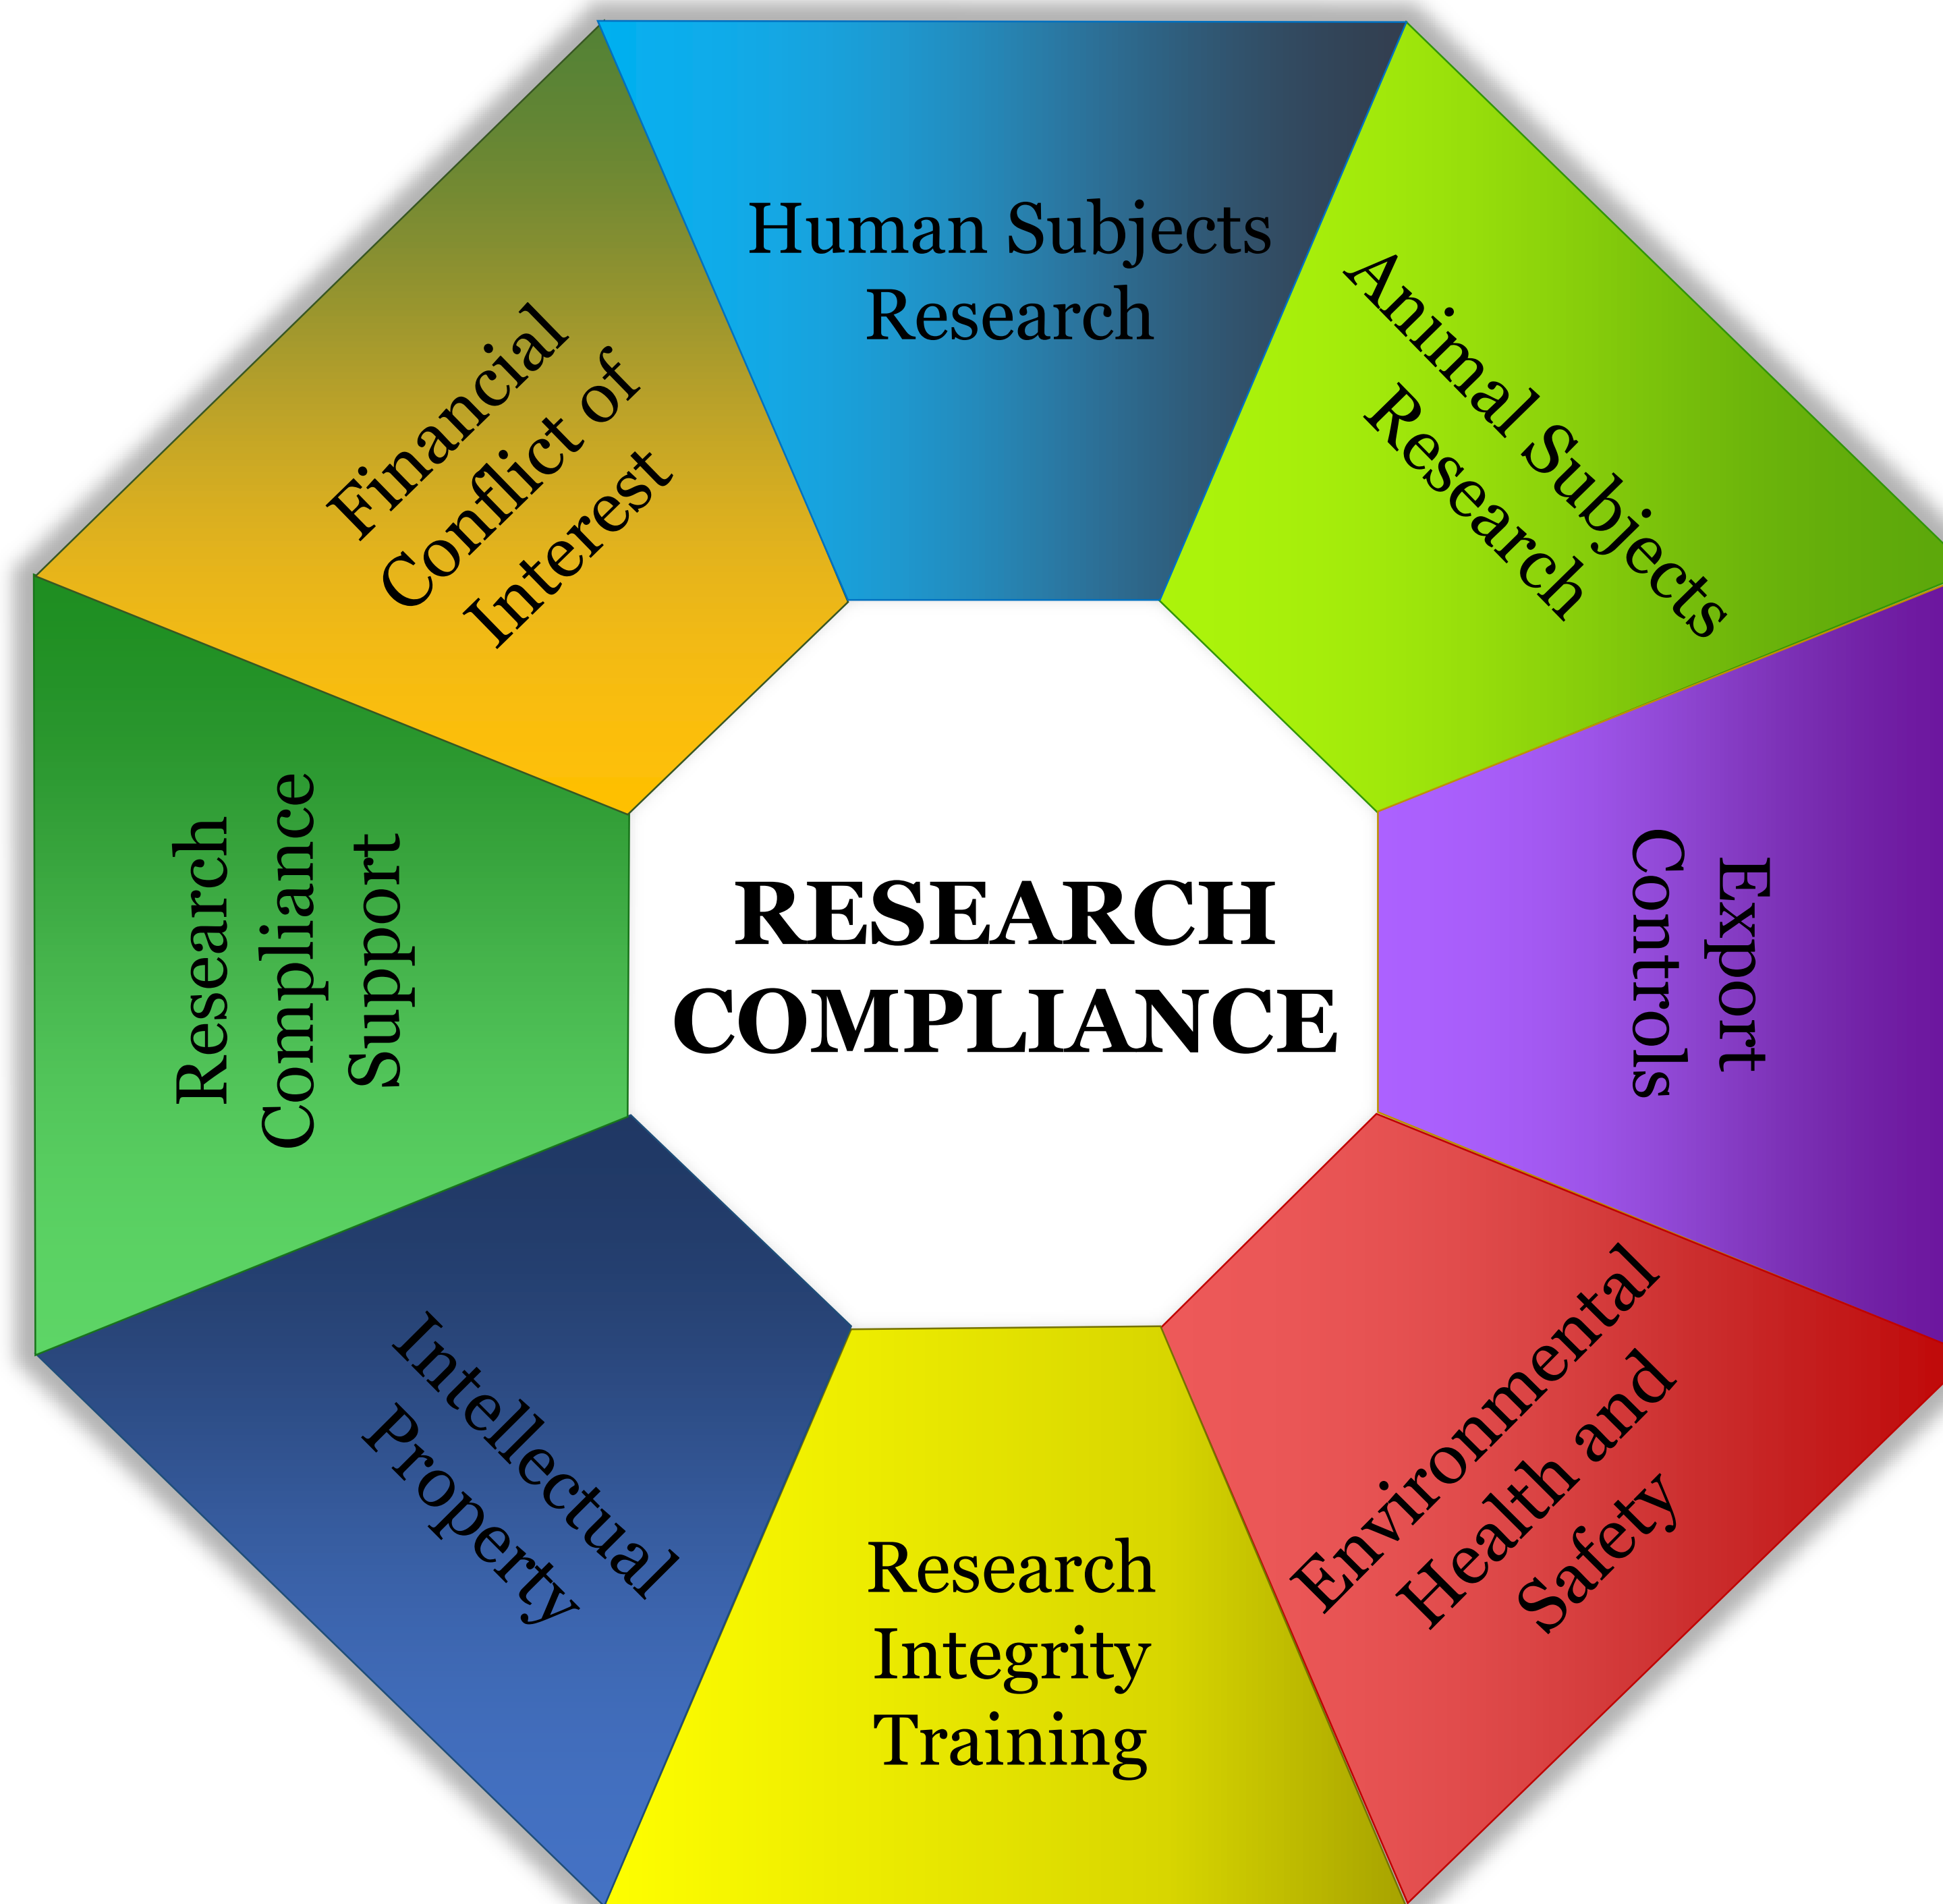 Human Subjects
Research
Animal Subjects
Research
Export
Controls
Environmental
Health and
Safety
Research
Integrity
Training
Intellectual
Property
Research
Compliance
Support
Financial
Conflict of
Interest
RESEARCH
COMPLIANCE